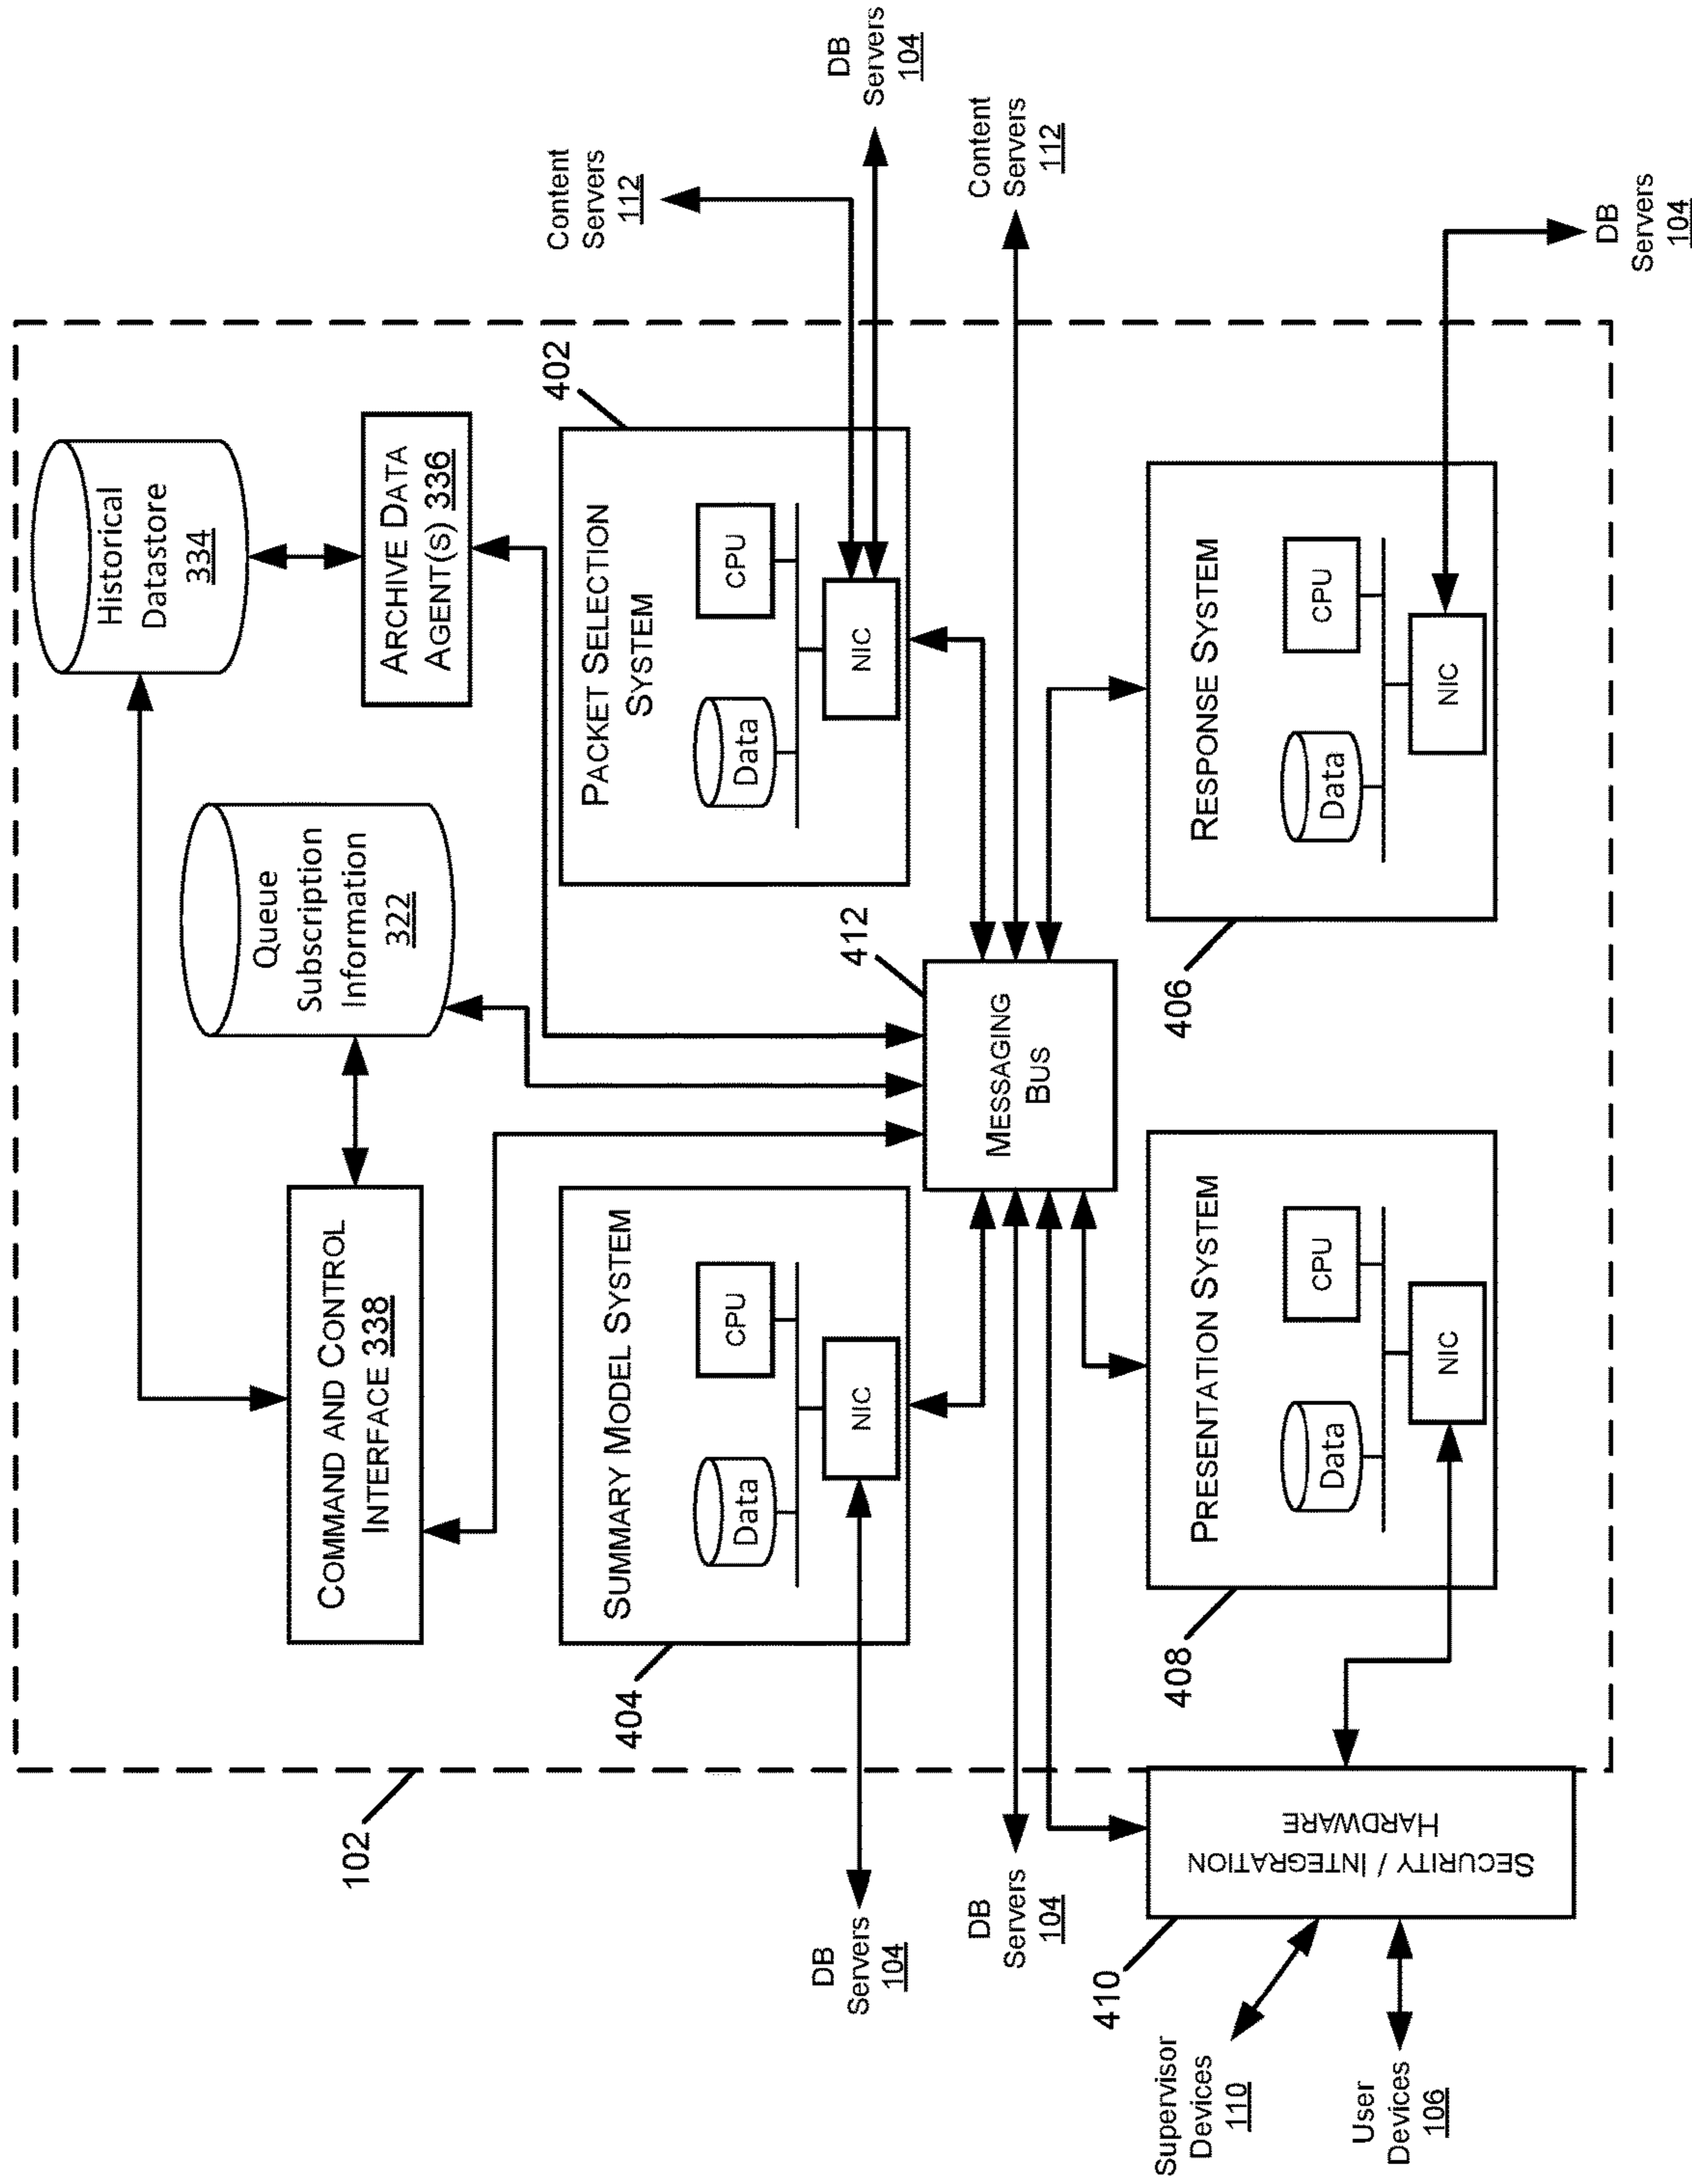 Historical
Datastore
334
Queue
Subscription
Information
322
COMMAND AND CONTROL
INTERFACE 338
ARCHIVE DATA
AGENT(S) 336
102
404
SUMMARY MODEL SYSTEM
Data
CPU
NIC
DB
Servers
104
402
PACKET SELECTION
SYSTEM
Data
CPU
NIC
Content
Servers
112
DB
Servers
104
412
MESSAGING
BUS
DB
Servers
104
Content
Servers
112
410
SECURITY / INTEGRATION
HARDWARE
Supervisor
Devices
110
User
Devices
106
408
PRESENTATION SYSTEM
Data
CPU
NIC
406
RESPONSE SYSTEM
Data
CPU
NIC
DB
Servers
104